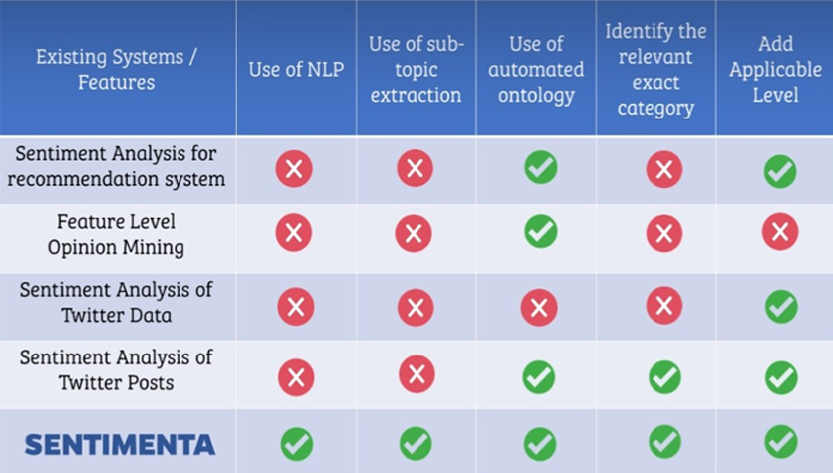 Existing Systems /
Features
Use of NLP
Use of sub-
topic
extraction
Use of
automated
ontology
Identify the
relevant
exact
category
Add
Applicable
Level
Sentiment Analysis for
recommendation system
Feature Level
Opinion Mining
Sentiment Analysis of
Twitter Data
Sentiment Analysis of
Twitter Posts
SENTIMENTA